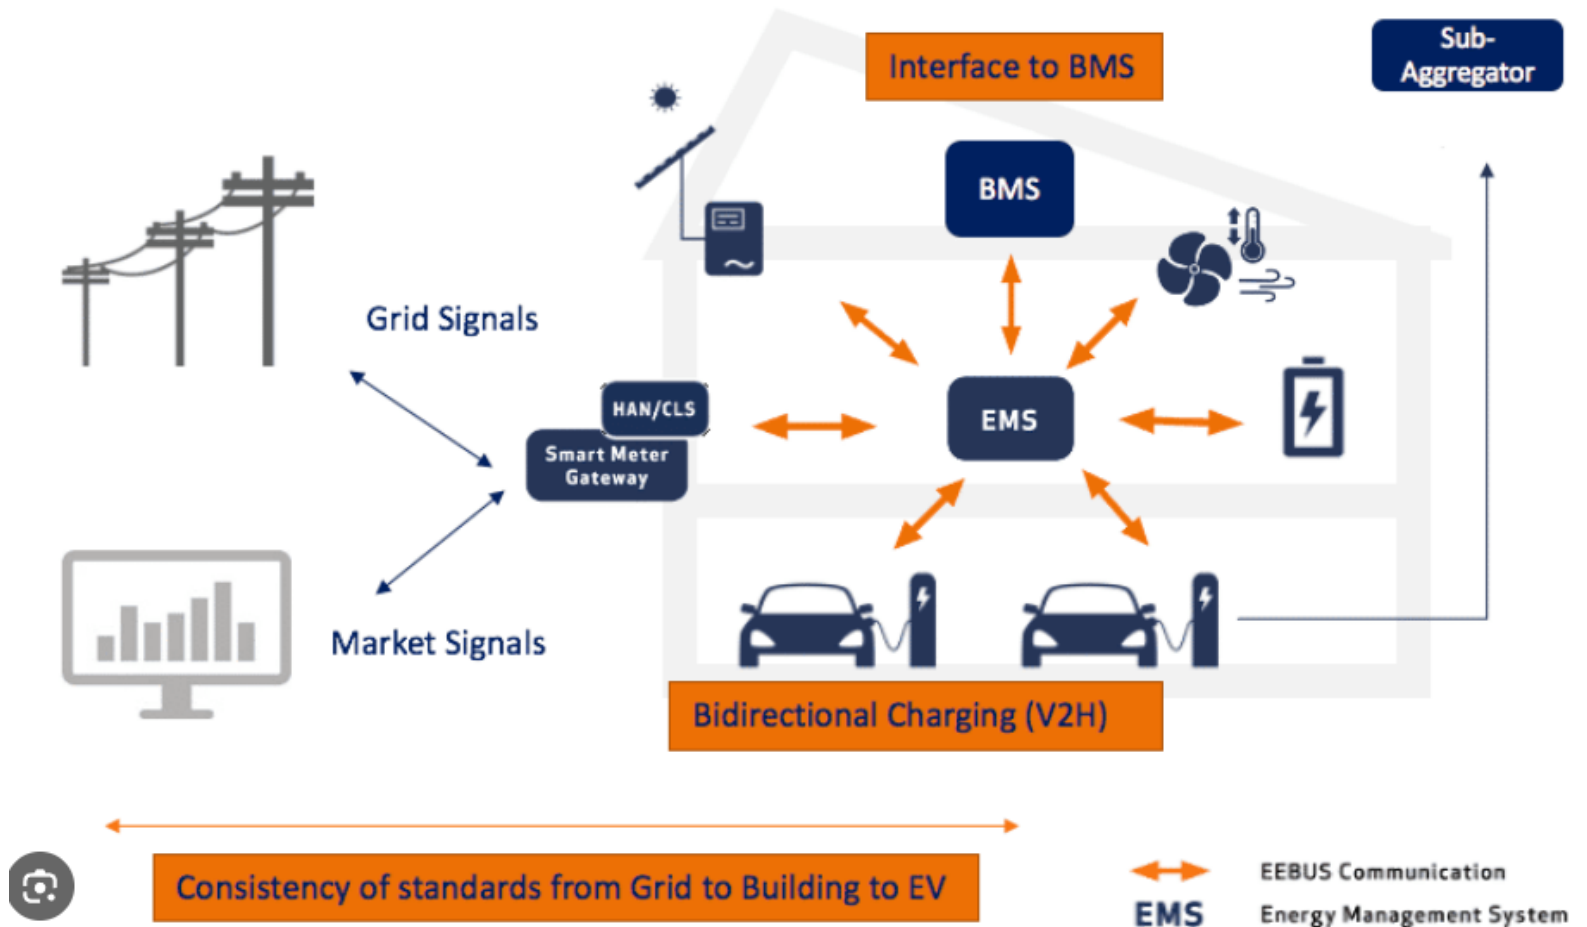 Interface to BMS
Sub-
Aggregator
BMS
Grid Signals
HAN/CLS
Smart Meter
Gateway
EMS
Market Signals
Bidirectional Charging (V2H)
Consistency of standards from Grid to Building to EV
EEBUS Communication
EMS Energy Management System